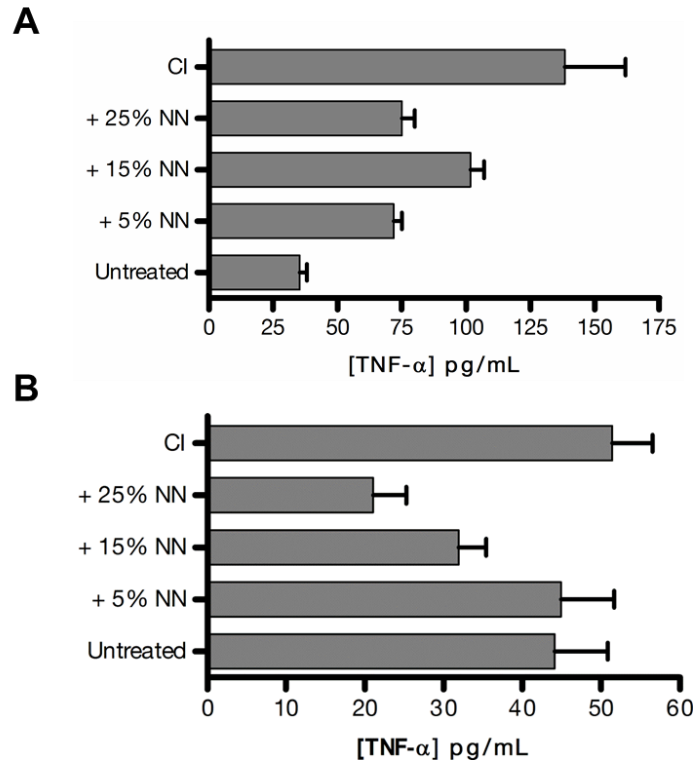 A
CI
+ 25% NN
+ 15% NN
+ 5% NN
Untreated
0 25 50 75 100 125 150 175
[TNF-α] pg/mL
B
CI
+ 25% NN
+ 15% NN
+ 5% NN
Untreated
0 10 20 30 40 50 60
[TNF-α] pg/mL